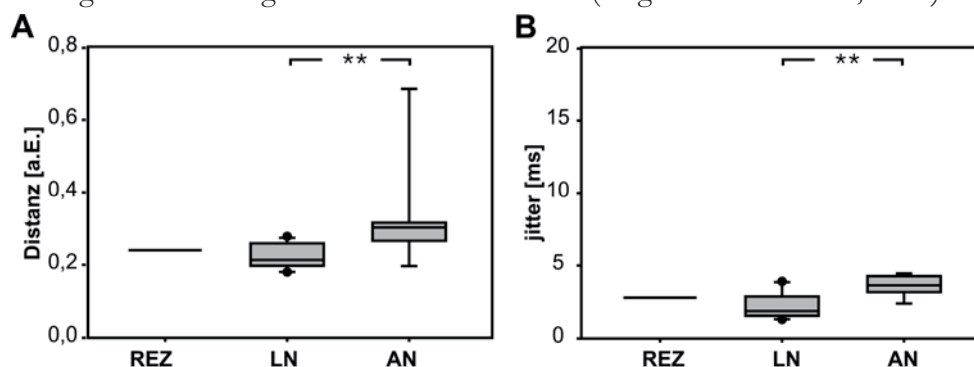 A
B
0,8
0,6
0,4
0,2
0,0
Distanz [a.E.]
**
REZ LN AN
20
15
10
5
0
jitter [ms]
**
REZ LN AN